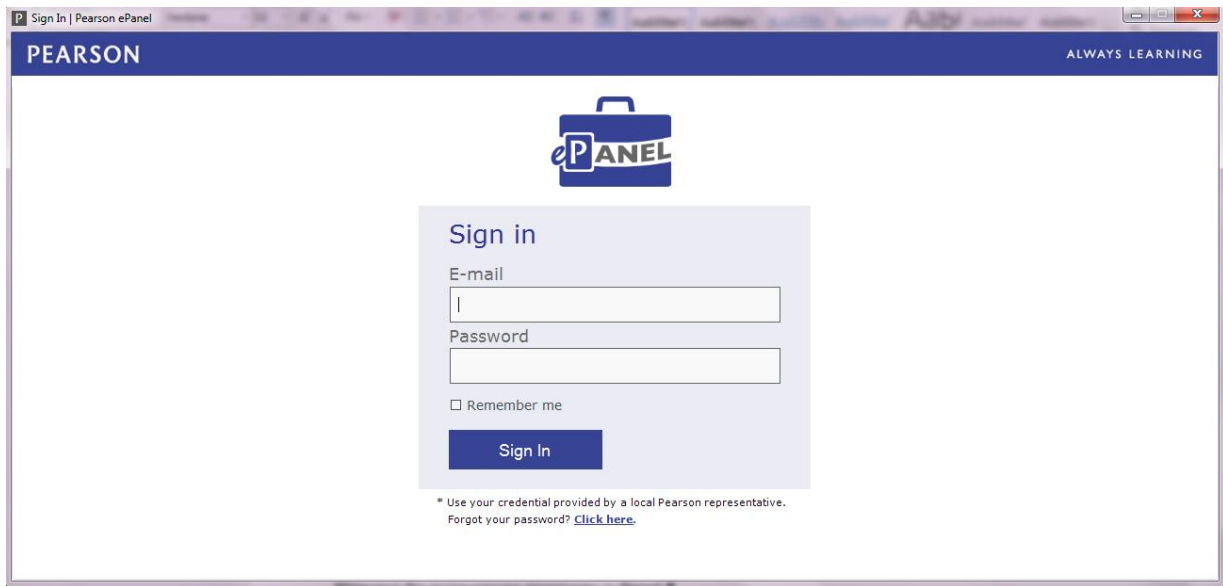 Sign In | Pearson ePanel
PEARSON
ALWAYS LEARNING
ePANEL
Sign in
E-mail
Password
Remember me
Sign In
* Use your credential provided by a local Pearson representative.
Forgot your password? Click here.